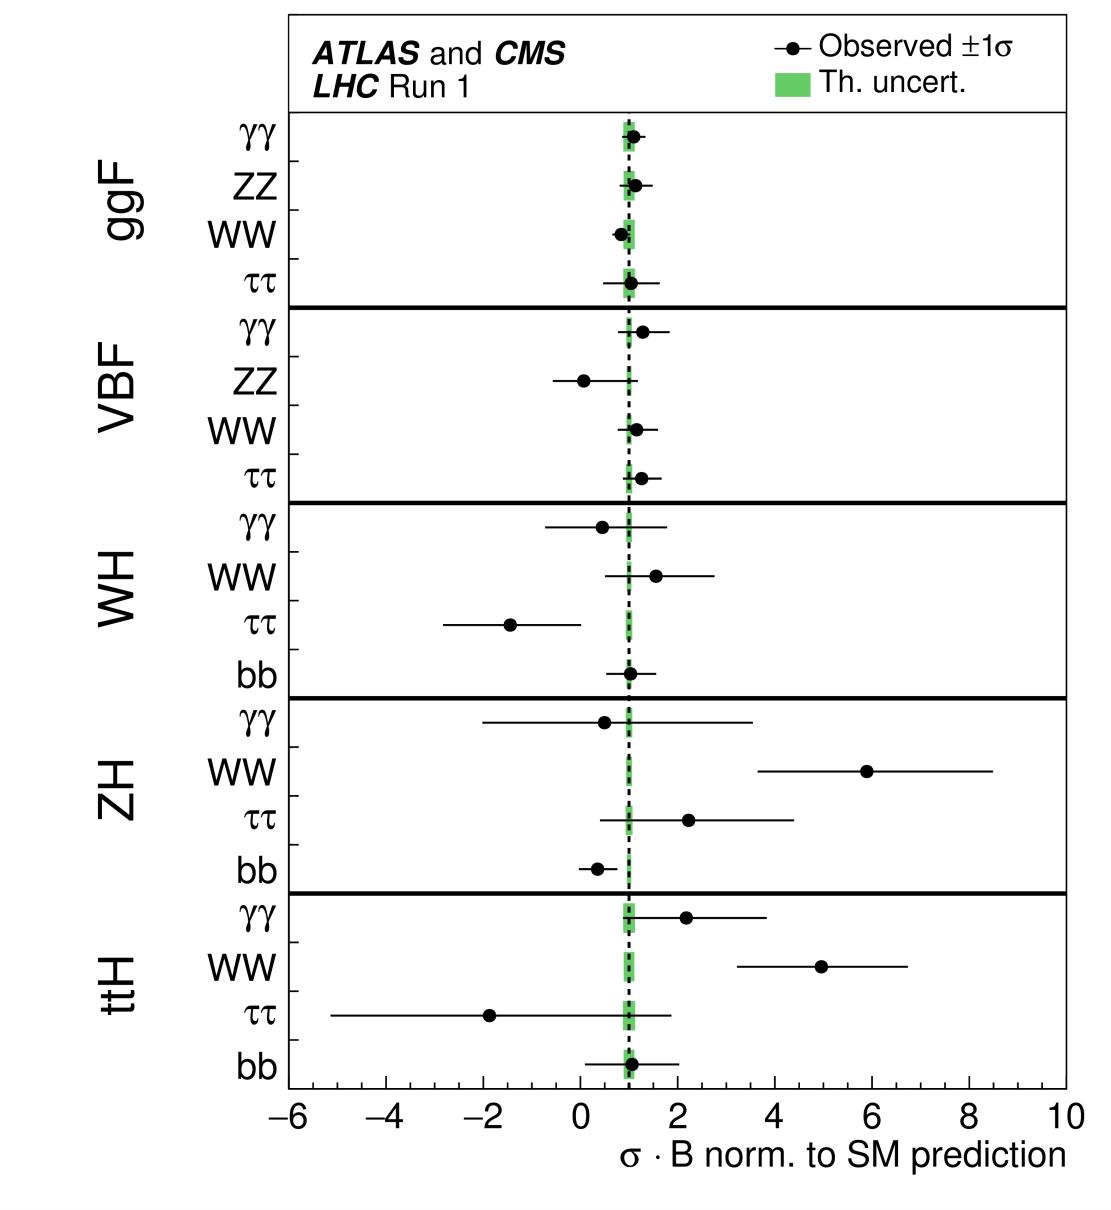 ATLAS and CMS
LHC Run 1
Observed ±1σ
Th. uncert.
ggF
γγ
ZZ
WW
ττ
VBF
γγ
ZZ
WW
ττ
WH
γγ
WW
ττ
bb
ZH
γγ
WW
ττ
bb
ttH
γγ
WW
ττ
bb
−6 −4 −2 0 2 4 6 8 10
σ · B norm. to SM prediction